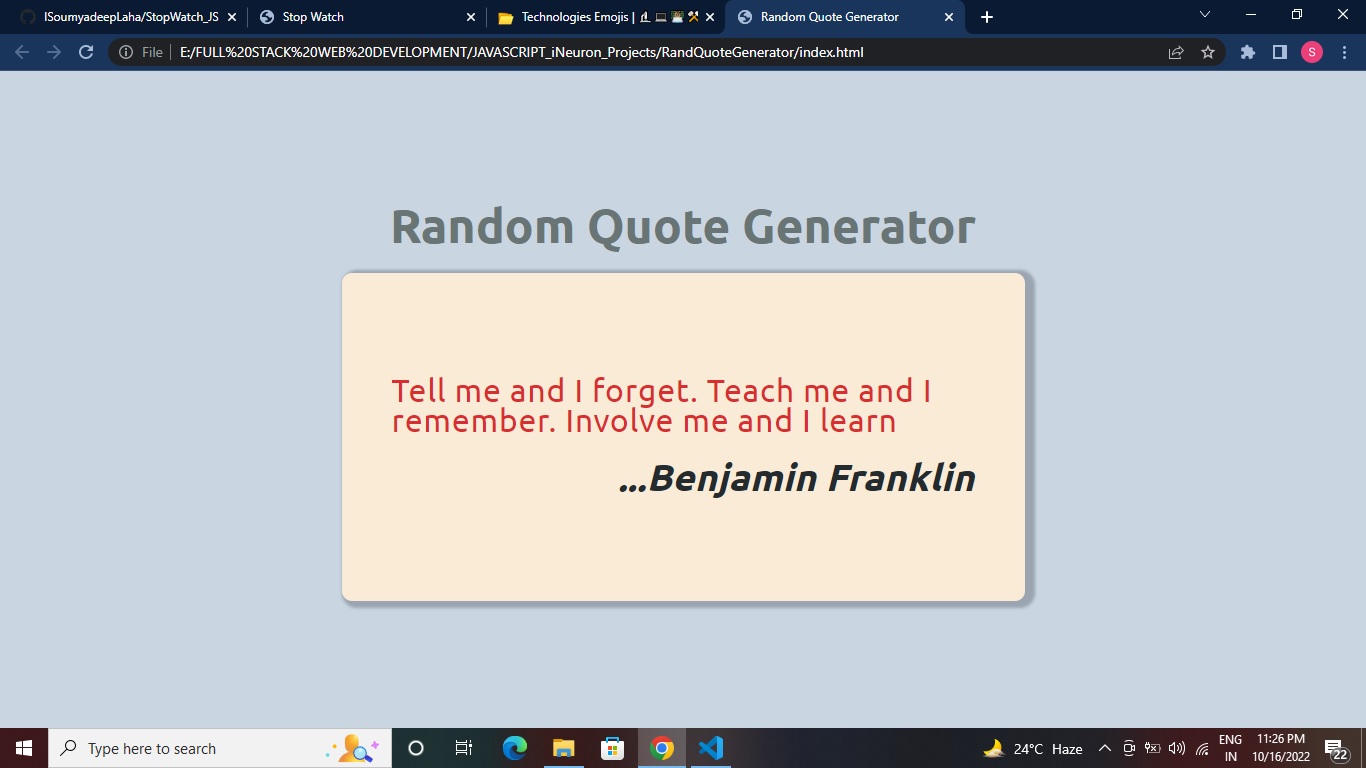 ISoumyadeepLaha/StopWatch_JS
Stop Watch
Technologies Emojis |
Random Quote Generator
File
E:/FULL%20STACK%20WEB%20DEVELOPMENT/JAVASCRIPT_iNeuron_Projects/RandQuoteGenerator/index.html
S
Random Quote Generator
Tell me and I forget. Teach me and I
remember. Involve me and I learn
...Benjamin Franklin
Type here to search
24°C Haze
ENG
IN
11:26 PM
10/16/2022
22